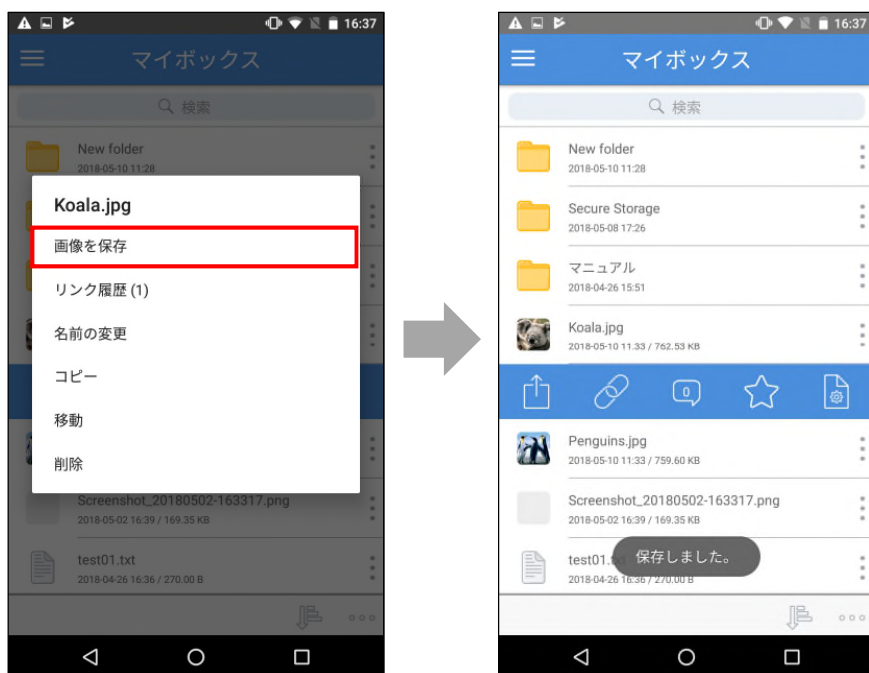 16:37
マイボックス
検索
New folder
2018-05-10 11:28
Koala.jpg
画像を保存
リンク履歴 (1)
名前の変更
コピー
移動
削除
Screenshot_20180502-163317.png
2018-05-02 16:39 / 169.35 KB
test01.txt
2018-04-26 16:36 / 270.00 B
16:37
マイボックス
検索
New folder
2018-05-10 11:28
Secure Storage
2018-05-08 17:26
マニュアル
2018-04-26 15:51
Koala.jpg
2018-05-10 11.33 / 762.53 KB
0
Penguins.jpg
2018-05-10 11:33 / 759.60 KB
Screenshot_20180502-163317.png
2018-05-02 16:39 / 169.35 KB
test01.
保存しました。
2018-04-26 16:36 / 270.00 B